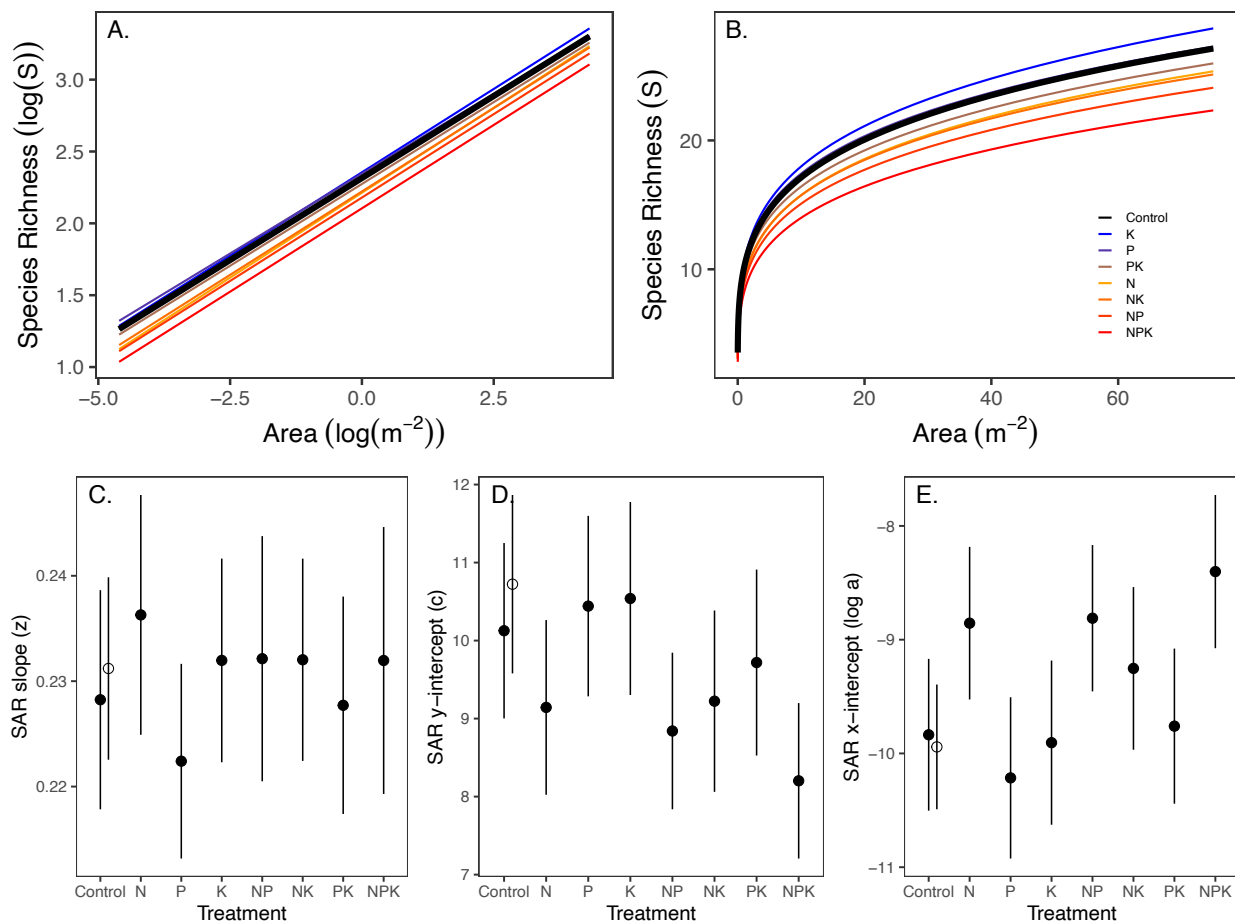 A.
Species Richness (log(S))
3.0
2.5
2.0
1.5
1.0
−5.0 −2.5 0.0 2.5
Area (log(m⁻²))
B.
Species Richness (S)
20
10
0 20 40 60
Area (m⁻²)
Control
K
P
PK
N
NK
NP
NPK
C.
SAR slope (z)
0.24
0.23
0.22
Control N P K NP NK PK NPK
Treatment
D.
SAR y−intercept (c)
12
11
10
9
8
7
Control N P K NP NK PK NPK
Treatment
E.
SAR x−intercept (log a)
−8
−9
−10
−11
Control N P K NP NK PK NPK
Treatment